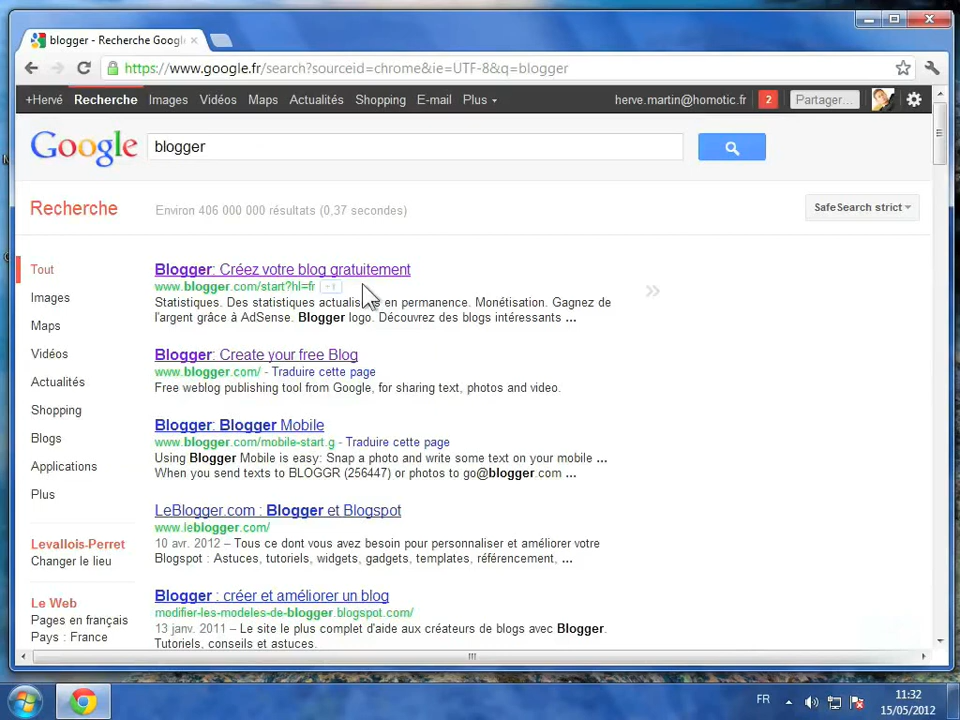 blogger - Recherche Google
https://www.google.fr/search?sourceid=chrome&ie=UTF-8&q=blogger
+Hervé Recherche Images Vidéos Maps Actualités Shopping E-mail Plus herve.martin@homotic.fr 2 Partager...
Google blogger
Recherche Environ 406 000 000 résultats (0,37 secondes) SafeSearch strict
Tout
Images
Maps
Vidéos
Actualités
Shopping
Blogs
Applications
Plus
Levallois-Perret
Changer le lieu
Le Web
Pages en français
Pays : France
Blogger: Créez votre blog gratuitement
www.blogger.com/start?hl=fr +1
Statistiques. Des statistiques en permanence. Monétisation. Gagnez de
l'argent grâce à AdSense. Blogger logo. Découvrez des blogs intéressants ...
Blogger: Create your free Blog
www.blogger.com/ - Traduire cette page
Free weblog publishing tool from Google, for sharing text, photos and video.
Blogger: Blogger Mobile
www.blogger.com/mobile-start.g - Traduire cette page
Using Blogger Mobile is easy: Snap a photo and write some text on your mobile ...
When you send texts to BLOGGR (256447) or photos to go@blogger.com ...
LeBlogger.com : Blogger et Blogspot
www.leblogger.com/
10 avr. 2012 – Tous ce dont vous avez besoin pour personnaliser et améliorer votre
Blogspot : Astuces, tutoriels, widgets, gadgets, templates, référencement, ...
Blogger : créer et améliorer un blog
modifier-les-modeles-de-blogger.blogspot.com/
13 janv. 2011 – Le site le plus complet d'aide aux créateurs de blogs avec Blogger.
Tutoriels, conseils et astuces.
FR
11:32
15/05/2012